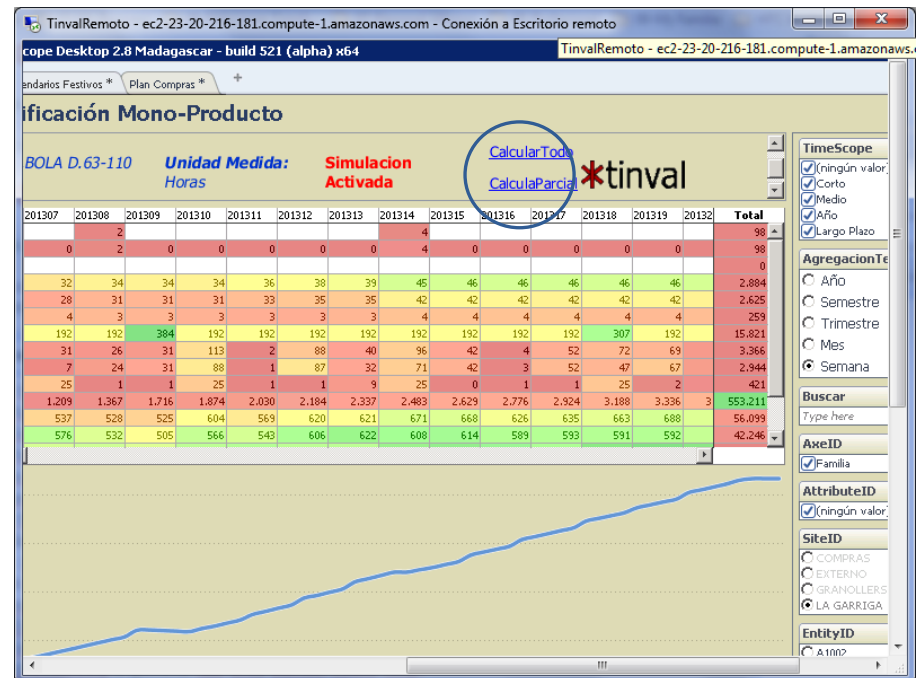 TinvalRemoto - ec2-23-20-216-181.compute-1.amazonaws.com - Conexión a Escritorio remoto
cope Desktop 2.8 Madagascar - build 521 (alpha) x64
TinvalRemoto - ec2-23-20-216-181.compute-1.amazonaws.c
endarios Festivos * Plan Compras * +
ificación Mono-Producto
BOLA D.63-110 Unidad Medida: Horas Simulacion Activada CalcularTodo CalculaParcial *tinval
201307 201308 201309 201310 201311 201312 201313 201314 201315 201316 201317 201318 201319 20132 Total
2 4 98
0 2 0 0 0 0 0 4 0 0 0 0 0 98
0
32 34 34 34 36 38 39 45 46 46 46 46 46 2.884
28 31 31 31 33 35 35 42 42 42 42 42 42 2.625
4 3 3 3 3 3 3 4 4 4 4 4 4 259
192 192 384 192 192 192 192 192 192 192 192 307 192 15.821
31 26 31 113 2 88 40 96 42 4 52 72 69 3.366
7 24 31 88 1 87 32 71 42 3 52 47 67 2.944
25 1 1 25 1 1 9 25 0 1 1 25 2 421
1.209 1.367 1.716 1.874 2.030 2.184 2.337 2.483 2.629 2.776 2.924 3.188 3.336 3 553.211
537 528 525 604 569 620 621 671 668 626 635 663 688 56.099
576 532 505 566 543 606 622 608 614 589 593 591 592 42.246
TimeScope
(ningún valor)
Corto
Medio
Año
Largo Plazo
AgregacionTe
Año
Semestre
Trimestre
Mes
Semana
Buscar
Type here
AxeID
Familia
AttributeID
(ningún valor)
SiteID
COMPRAS
EXTERNO
GRANOLLERS
LA GARRIGA
EntityID
A1002